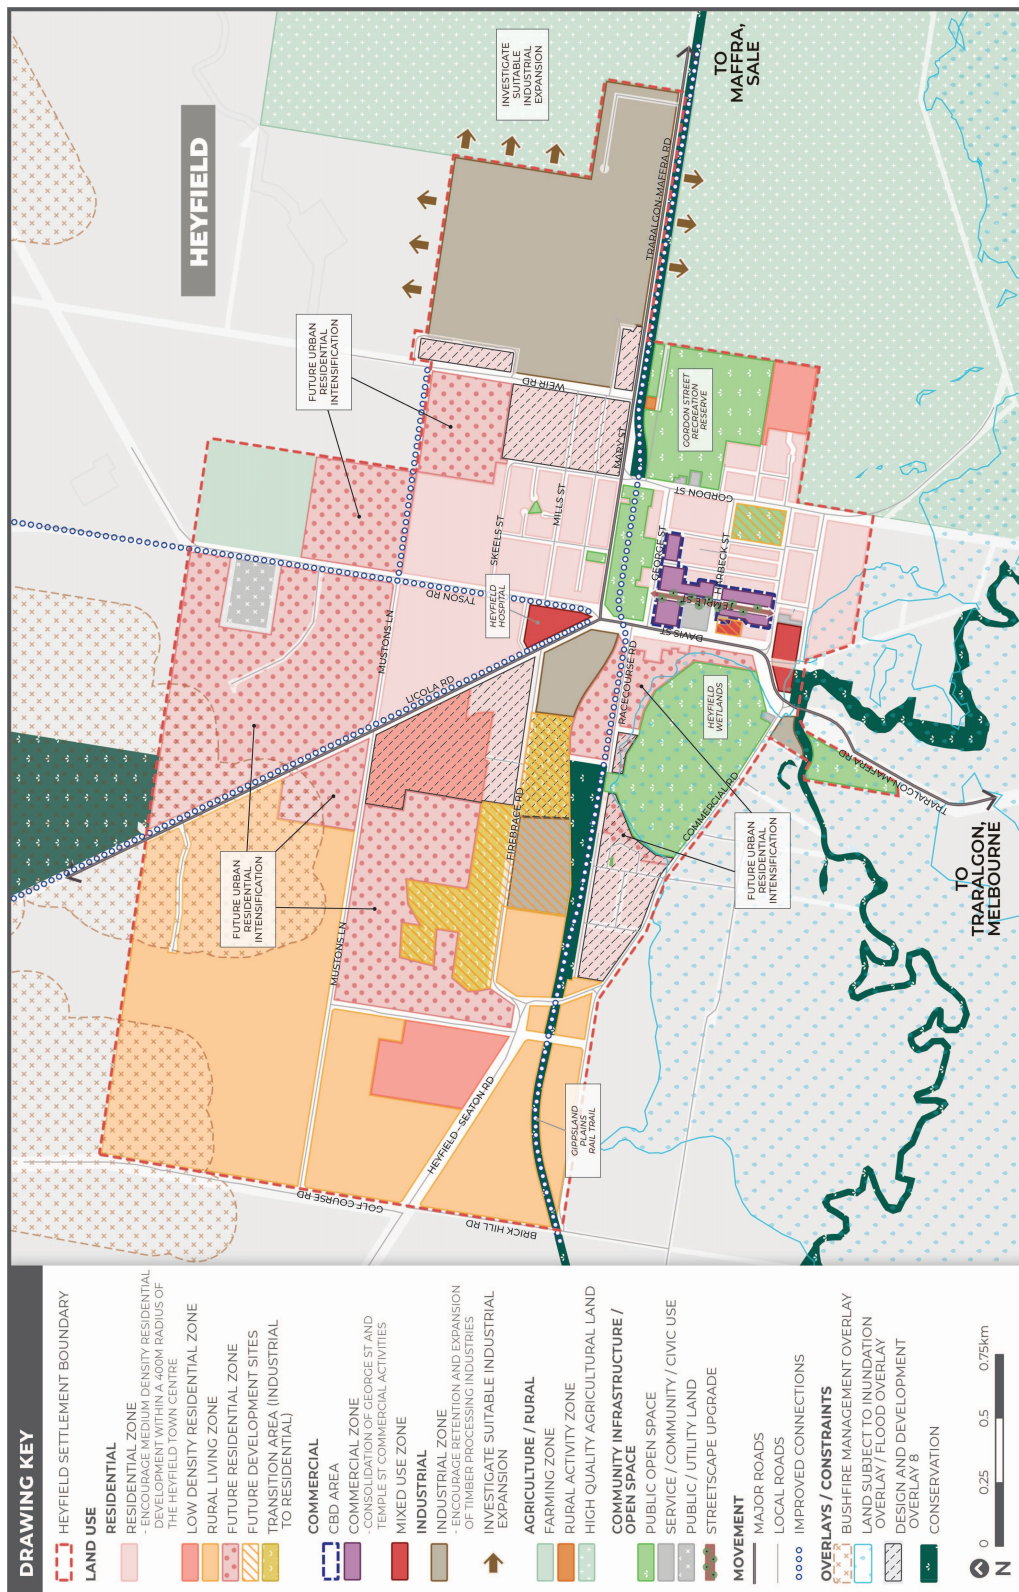 DRAWING KEY
HEYFIELD SETTLEMENT BOUNDARY
LAND USE
RESIDENTIAL
RESIDENTIAL ZONE
- ENCOURAGE MEDIUM DENSITY RESIDENTIAL
DEVELOPMENT WITHIN A 400M RADIUS OF
THE HEYFIELD TOWN CENTRE
LOW DENSITY RESIDENTIAL ZONE
RURAL LIVING ZONE
FUTURE RESIDENTIAL ZONE
FUTURE DEVELOPMENT SITES
TRANSITION AREA (INDUSTRIAL
TO RESIDENTIAL)
COMMERCIAL
CBD AREA
COMMERCIAL ZONE
- CONSOLIDATION OF GEORGE ST AND
TEMPLE ST COMMERCIAL ACTIVITIES
MIXED USE ZONE
INDUSTRIAL
INDUSTRIAL ZONE
- ENCOURAGE RETENTION AND EXPANSION
OF TIMBER PROCESSING INDUSTRIES
INVESTIGATE SUITABLE INDUSTRIAL
EXPANSION
AGRICULTURE / RURAL
FARMING ZONE
RURAL ACTIVITY ZONE
HIGH QUALITY AGRICULTURAL LAND
COMMUNITY INFRASTRUCTURE /
OPEN SPACE
PUBLIC OPEN SPACE
SERVICE / COMMUNITY / CIVIC USE
PUBLIC / UTILITY LAND
STREETSCAPE UPGRADE
MOVEMENT
MAJOR ROADS
LOCAL ROADS
IMPROVED CONNECTIONS
OVERLAYS / CONSTRAINTS
BUSHFIRE MANAGEMENT OVERLAY
LAND SUBJECT TO INUNDATION
OVERLAY / FLOOD OVERLAY
DESIGN AND DEVELOPMENT
OVERLAY 8
CONSERVATION
N
0 0.25 0.5 0.75km
HEYFIELD
INVESTIGATE
SUITABLE
INDUSTRIAL
EXPANSION
TO
MAFFRA,
SALE
FUTURE URBAN
RESIDENTIAL
INTENSIFICATION
FUTURE URBAN
RESIDENTIAL
INTENSIFICATION
FUTURE URBAN
RESIDENTIAL
INTENSIFICATION
TO
TRARALGON,
MELBOURNE
GOLF COURSE RD
BRICK HILL RD
HEYFIELD - SEATON RD
GIPPSLAND
PLAINS
RAIL TRAIL
MUSTONS LN
MUSTONS LN
LICOLA RD
TYSON RD
FIREBRACE RD
RACECOURSE RD
COMMERCIAL RD
HEYFIELD
WETLANDS
HEYFIELD
HOSPITAL
SKEELS ST
MILLS ST
MARY ST
WEIR RD
TRARALGON-MAFFRA RD
GORDON STREET
RECREATION
RESERVE
GORDON ST
GEORGE ST
HARBECK ST
TEMPLE ST
DAVIS ST
TRARALGON-MAFFRA RD